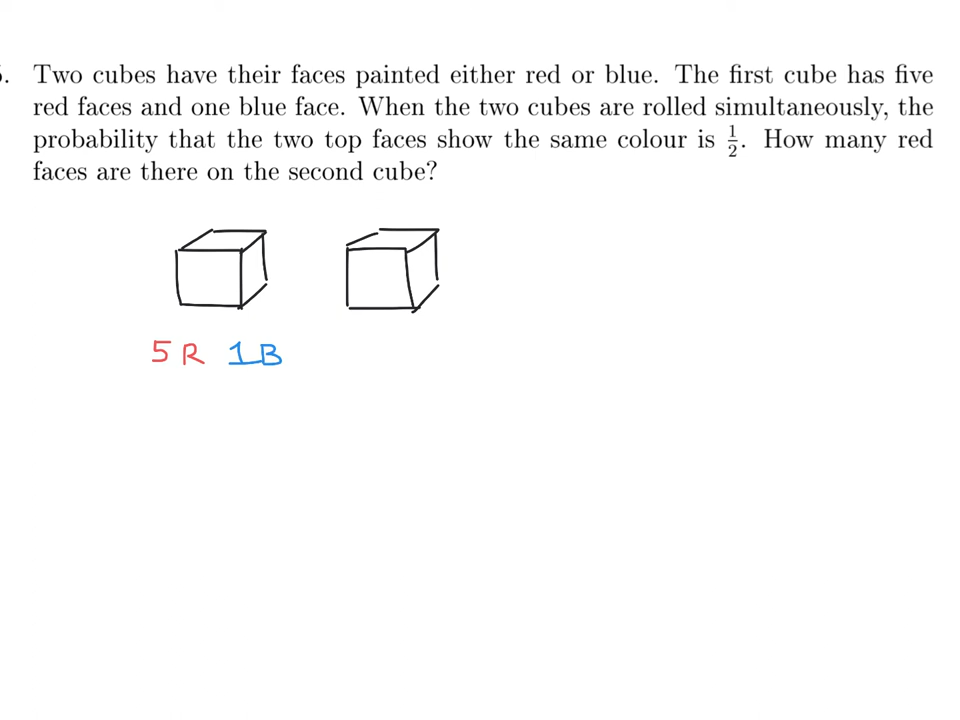 Two cubes have their faces painted either red or blue. The first cube has five
red faces and one blue face. When the two cubes are rolled simultaneously, the
probability that the two top faces show the same colour is 1/2. How many red
faces are there on the second cube?
5 R 1B